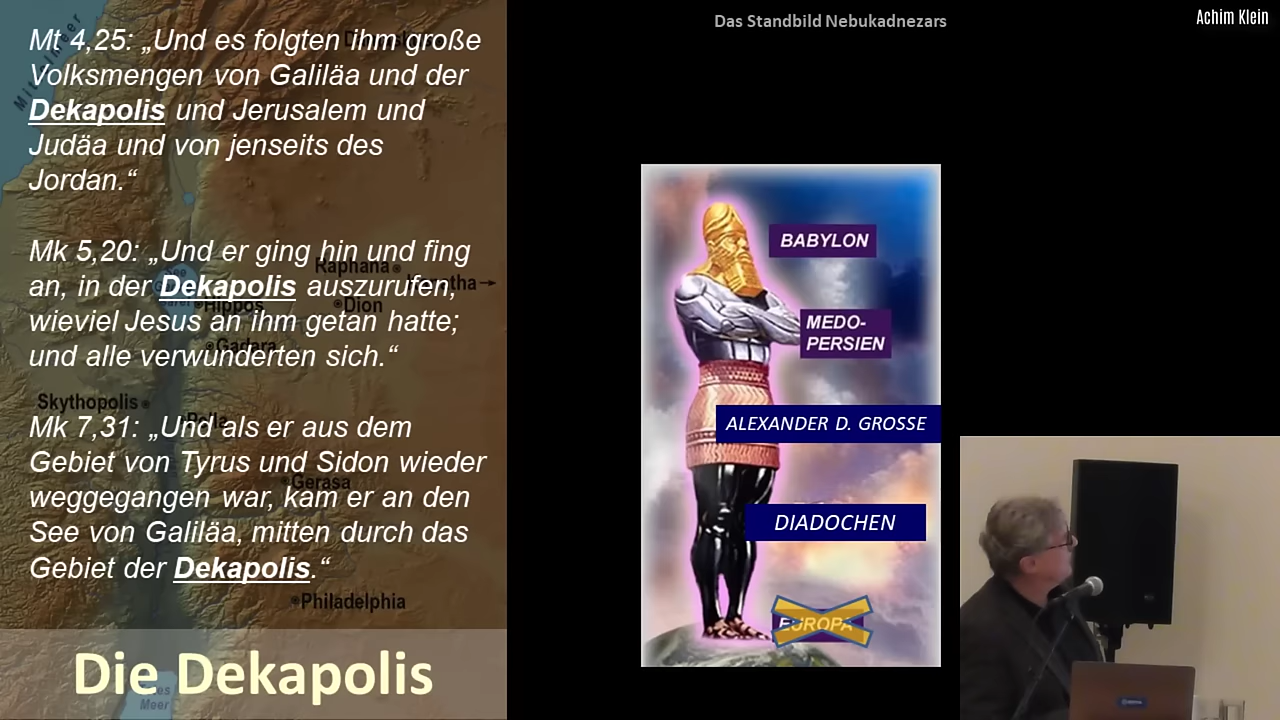 Mt 4,25: „Und es folgten ihm große
Volksmengen von Galiläa und der
Dekapolis und Jerusalem und
Judäa und von jenseits des
Jordan.“
Mk 5,20: „Und er ging hin und fing
an, in der Dekapolis auszurufen,
wieviel Jesus an ihm getan hatte;
und alle verwunderten sich.“
Mk 7,31: „Und als er aus dem
Gebiet von Tyrus und Sidon wieder
weggegangen war, kam er an den
See von Galiläa, mitten durch das
Gebiet der Dekapolis.“
Raphana
Hippos
Dion
Gadara
Skythopolis
Pella
Gerasa
Philadelphia
Meer
Die Dekapolis
Das Standbild Nebukadnezars
Achim Klein
BABYLON
MEDO-
PERSIEN
ALEXANDER D. GROSSE
DIADOCHEN
EUROPA